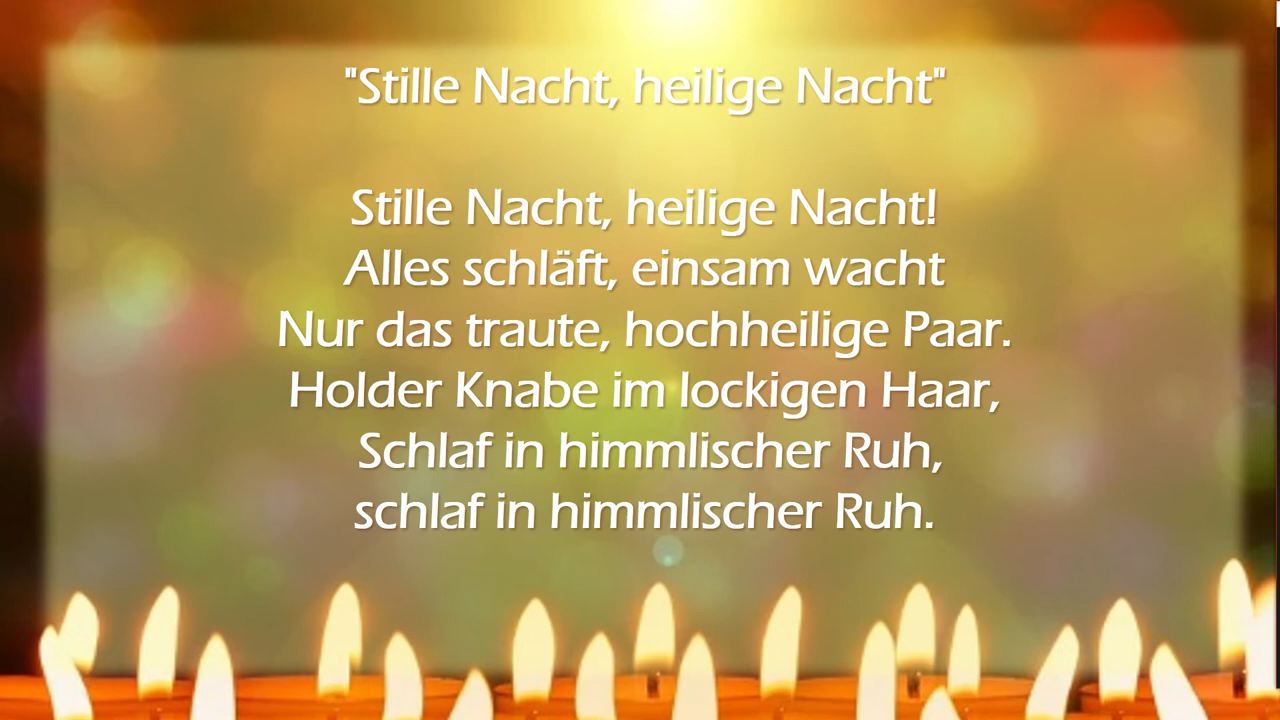 "Stille Nacht, heilige Nacht"
Stille Nacht, heilige Nacht!
Alles schläft, einsam wacht
Nur das traute, hochheilige Paar.
Holder Knabe im lockigen Haar,
Schlaf in himmlischer Ruh,
schlaf in himmlischer Ruh.